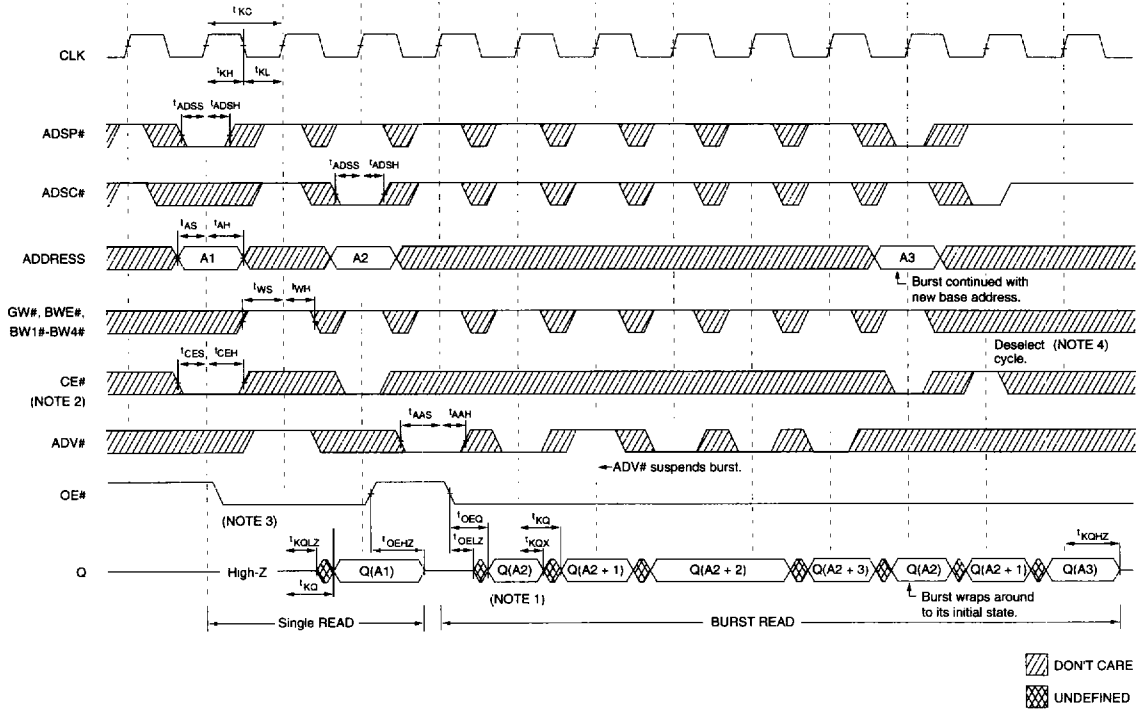 tKC
CLK
tKH tKL
tADSS tADSH
ADSP#
tADSS tADSH
ADSC#
tAS tAH
ADDRESS A1 A2 A3
Burst continued with
new base address.
tWS tWH
GW#, BWE#,
BW1#-BW4#
Deselect (NOTE 4)
cycle.
tCES, tCEH
CE#
(NOTE 2)
tAAS tAAH
ADV#
ADV# suspends burst.
OE#
(NOTE 3)
tKQLZ tOEHZ tOEQ tOELZ tKQ tKQX tKQHZ
Q High-Z Q(A1) Q(A2) Q(A2 + 1) Q(A2 + 2) Q(A2 + 3) Q(A2) Q(A2 + 1) Q(A3)
tKQ
(NOTE 1)
Burst wraps around
to its initial state.
Single READ BURST READ
DON'T CARE
UNDEFINED